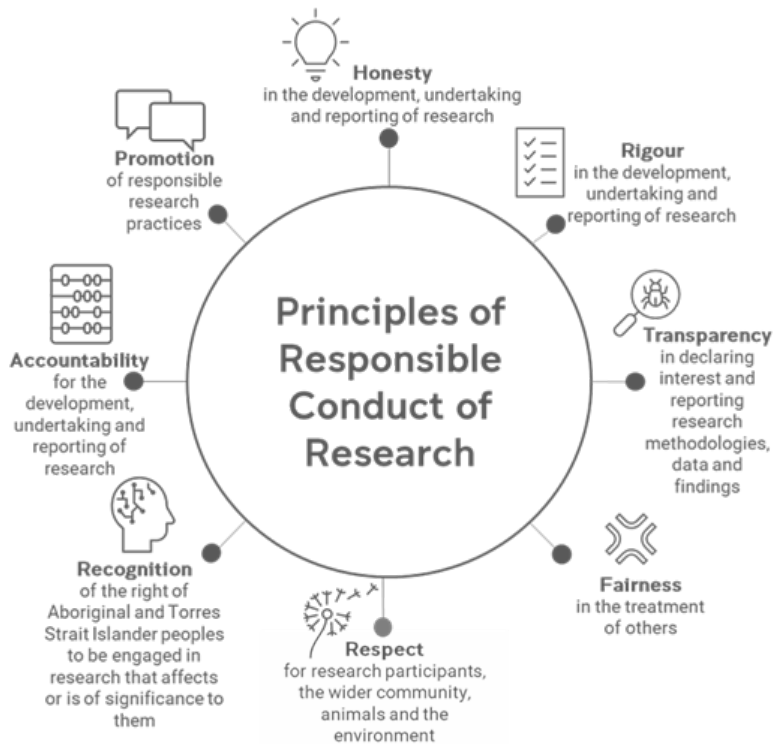 Principles of
Responsible
Conduct of
Research
Honesty
in the development, undertaking
and reporting of research
Rigour
in the development,
undertaking and
reporting of research
Transparency
in declaring
interest and
reporting
research
methodologies,
data and
findings
Fairness
in the treatment
of others
Respect
for research participants,
the wider community,
animals and the
environment
Recognition
of the right of
Aboriginal and Torres
Strait Islander peoples
to be engaged in
research that affects
or is of significance to
them
Accountability
for the
development,
undertaking and
reporting of
research
Promotion
of responsible
research
practices